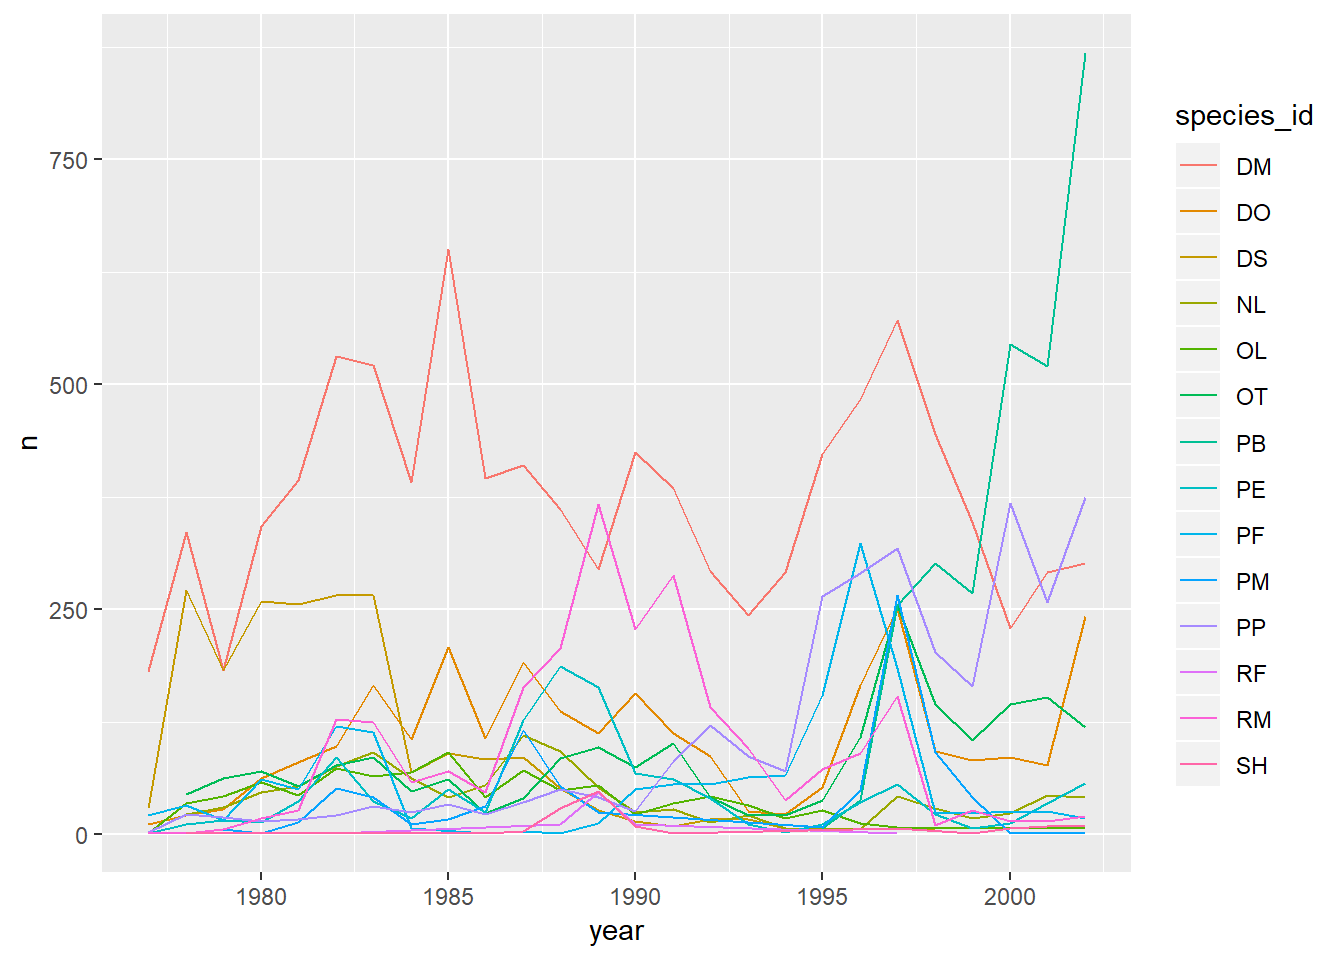 750
500
250
0
n
1980 1985 1990 1995 2000
year
species_id
DM
DO
DS
NL
OL
OT
PB
PE
PF
PM
PP
RF
RM
SH